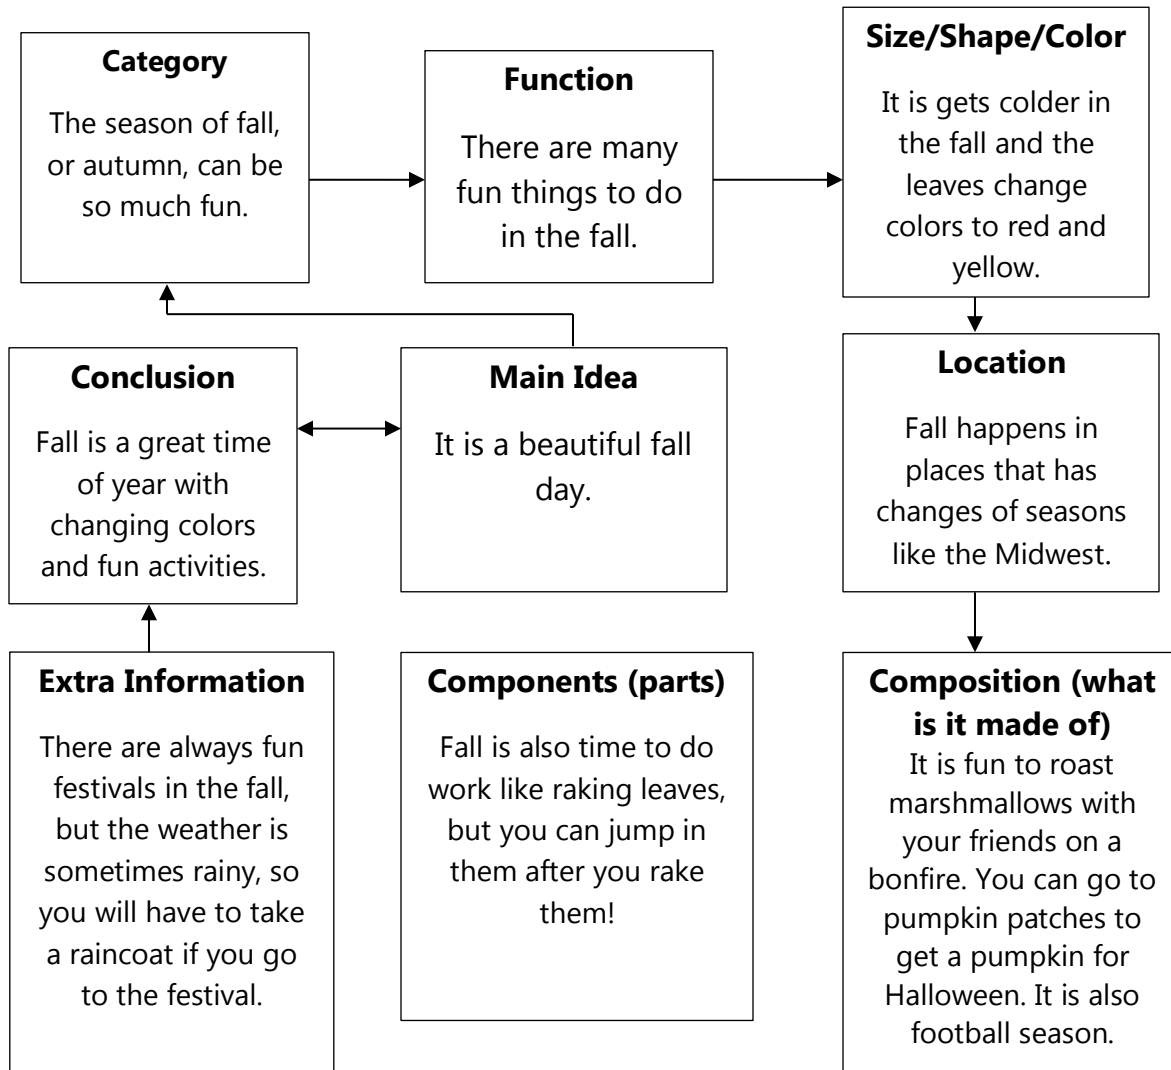 Category
The season of fall,
or autumn, can be
so much fun.
Function
There are many
fun things to do
in the fall.
Size/Shape/Color
It is gets colder in
the fall and the
leaves change
colors to red and
yellow.
Conclusion
Fall is a great time
of year with
changing colors
and fun activities.
Main Idea
It is a beautiful fall
day.
Location
Fall happens in
places that has
changes of seasons
like the Midwest.
Extra Information
There are always fun
festivals in the fall,
but the weather is
sometimes rainy, so
you will have to take
a raincoat if you go
to the festival.
Components (parts)
Fall is also time to do
work like raking leaves,
but you can jump in
them after you rake
them!
Composition (what
is it made of)
It is fun to roast
marshmallows with
your friends on a
bonfire. You can go to
pumpkin patches to
get a pumpkin for
Halloween. It is also
football season.